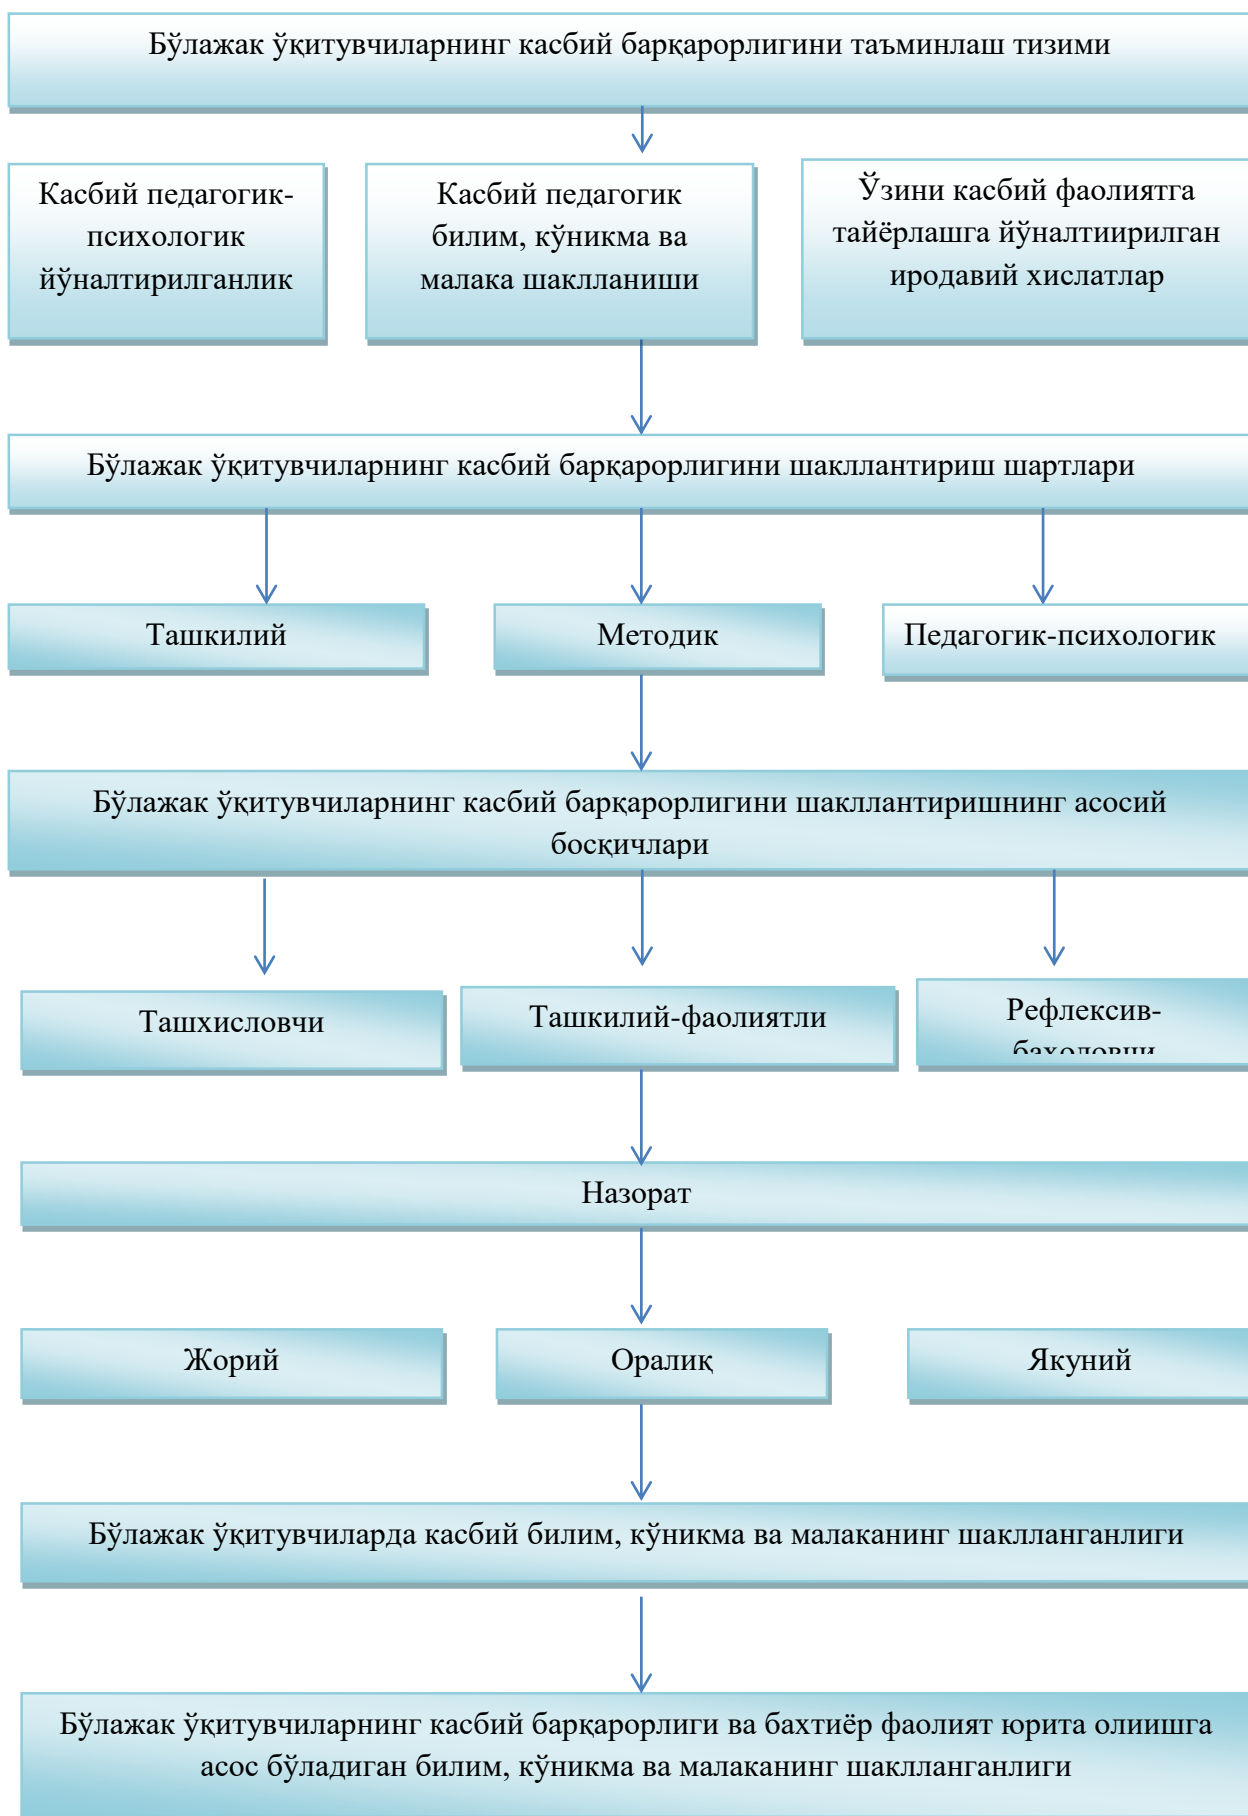 Бўлажак ўқитувчиларнинг касбий барқарорлигини таъминлаш тизими
Касбий педагогик-
психологик
йўналтирилганлик
Касбий педагогик
билим, кўникма ва
малака шаклланиши
Ўзини касбий фаолиятга
тайёрлашга йўналтиирилган
иродавий хислатлар
Бўлажак ўқитувчиларнинг касбий барқарорлигини шакллантириш шартлари
Ташкилий
Методик
Педагогик-психологик
Бўлажак ўқитувчиларнинг касбий барқарорлигини шакллантиришнинг асосий
босқичлари
Ташхисловчи
Ташкилий-фаолиятли
Рефлексив-
Назорат
Жорий
Оралиқ
Якуний
Бўлажак ўқитувчиларда касбий билим, кўникма ва малаканинг шаклланганлиги
Бўлажак ўқитувчиларнинг касбий барқарорлиги ва бахтиёр фаолият юрита олиишга
асос бўладиган билим, кўникма ва малаканинг шаклланганлиги